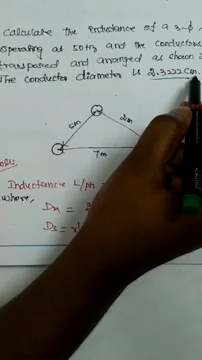 Calculate the Inductance of a 3-ϕ,
operating at 50Hz and the conductors
transposed and arranged as shown
The conductor diameter is 2.3222 Cm.
6m
2m
7m
Inductance L/ph =
where,
Dm =
Ds = r'